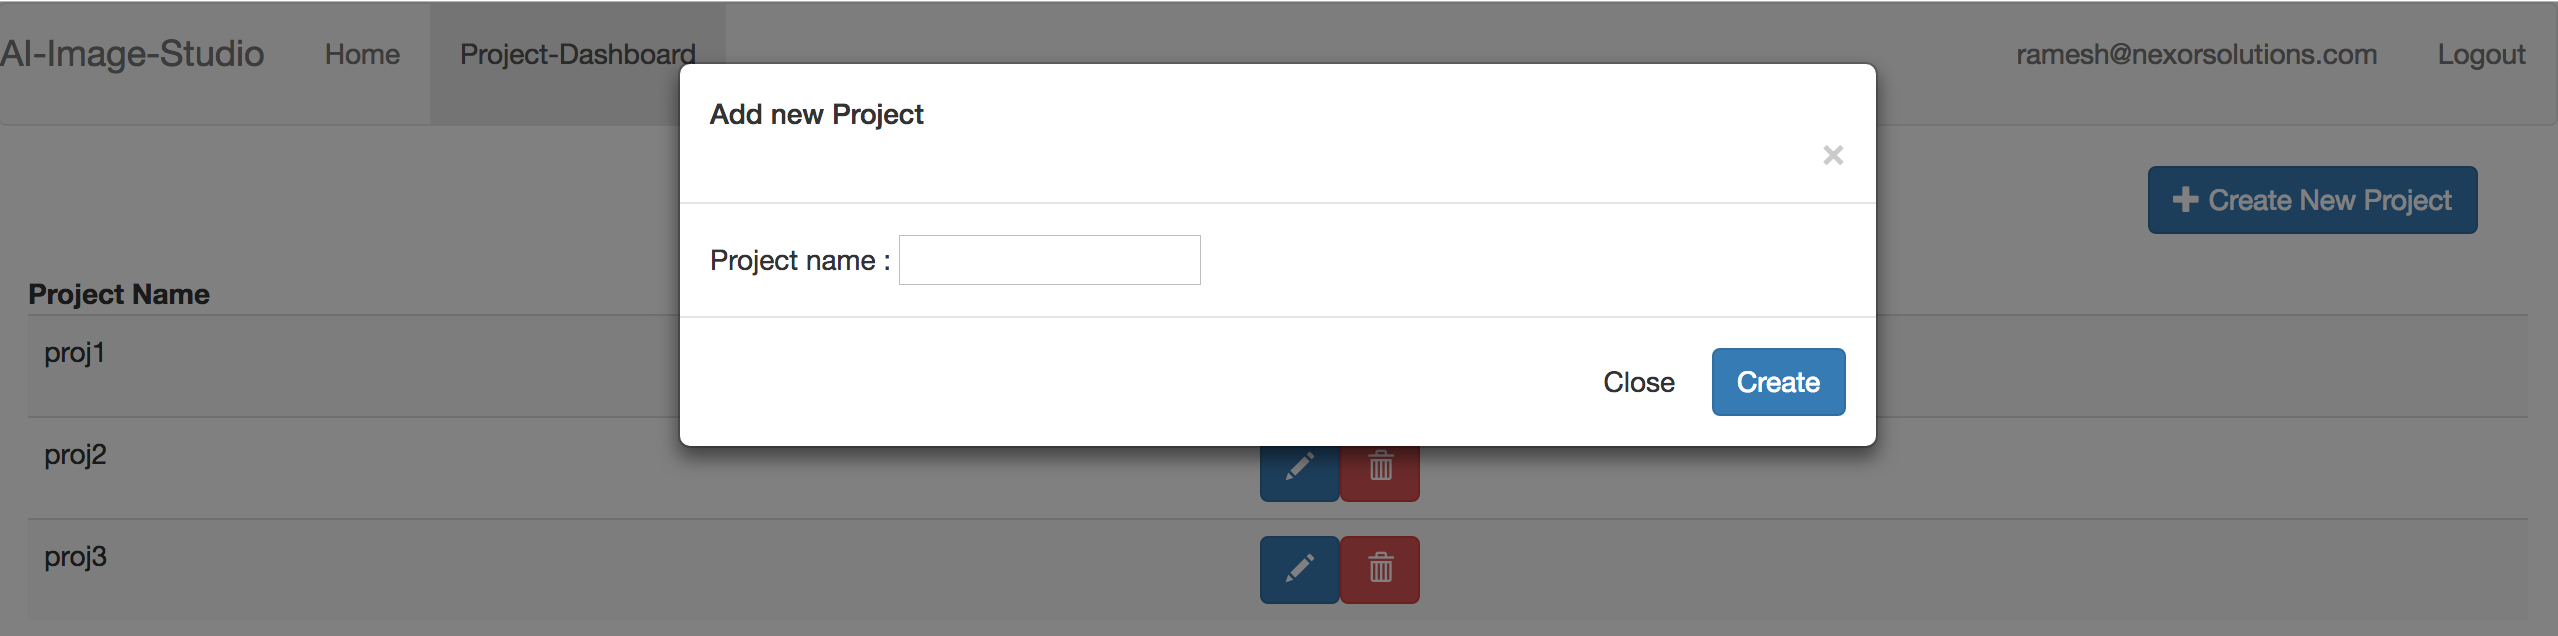 AI-Image-Studio Home Project-Dashboard ramesh@nexorsolutions.com Logout
Add new Project
×
Create New Project
Project name :
Project Name
proj1
Close Create
proj2
proj3